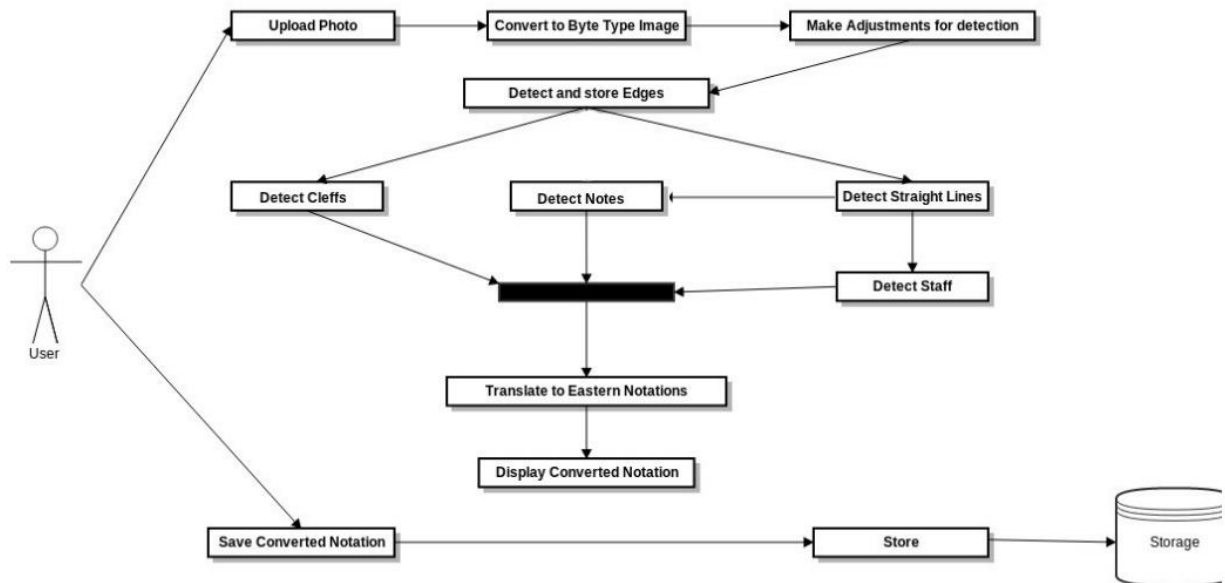 Upload Photo
Convert to Byte Type Image
Make Adjustments for detection
Detect and store Edges
Detect Cleffs
Detect Notes
Detect Straight Lines
Detect Staff
User
Translate to Eastern Notations
Display Converted Notation
Save Converted Notation
Store
Storage